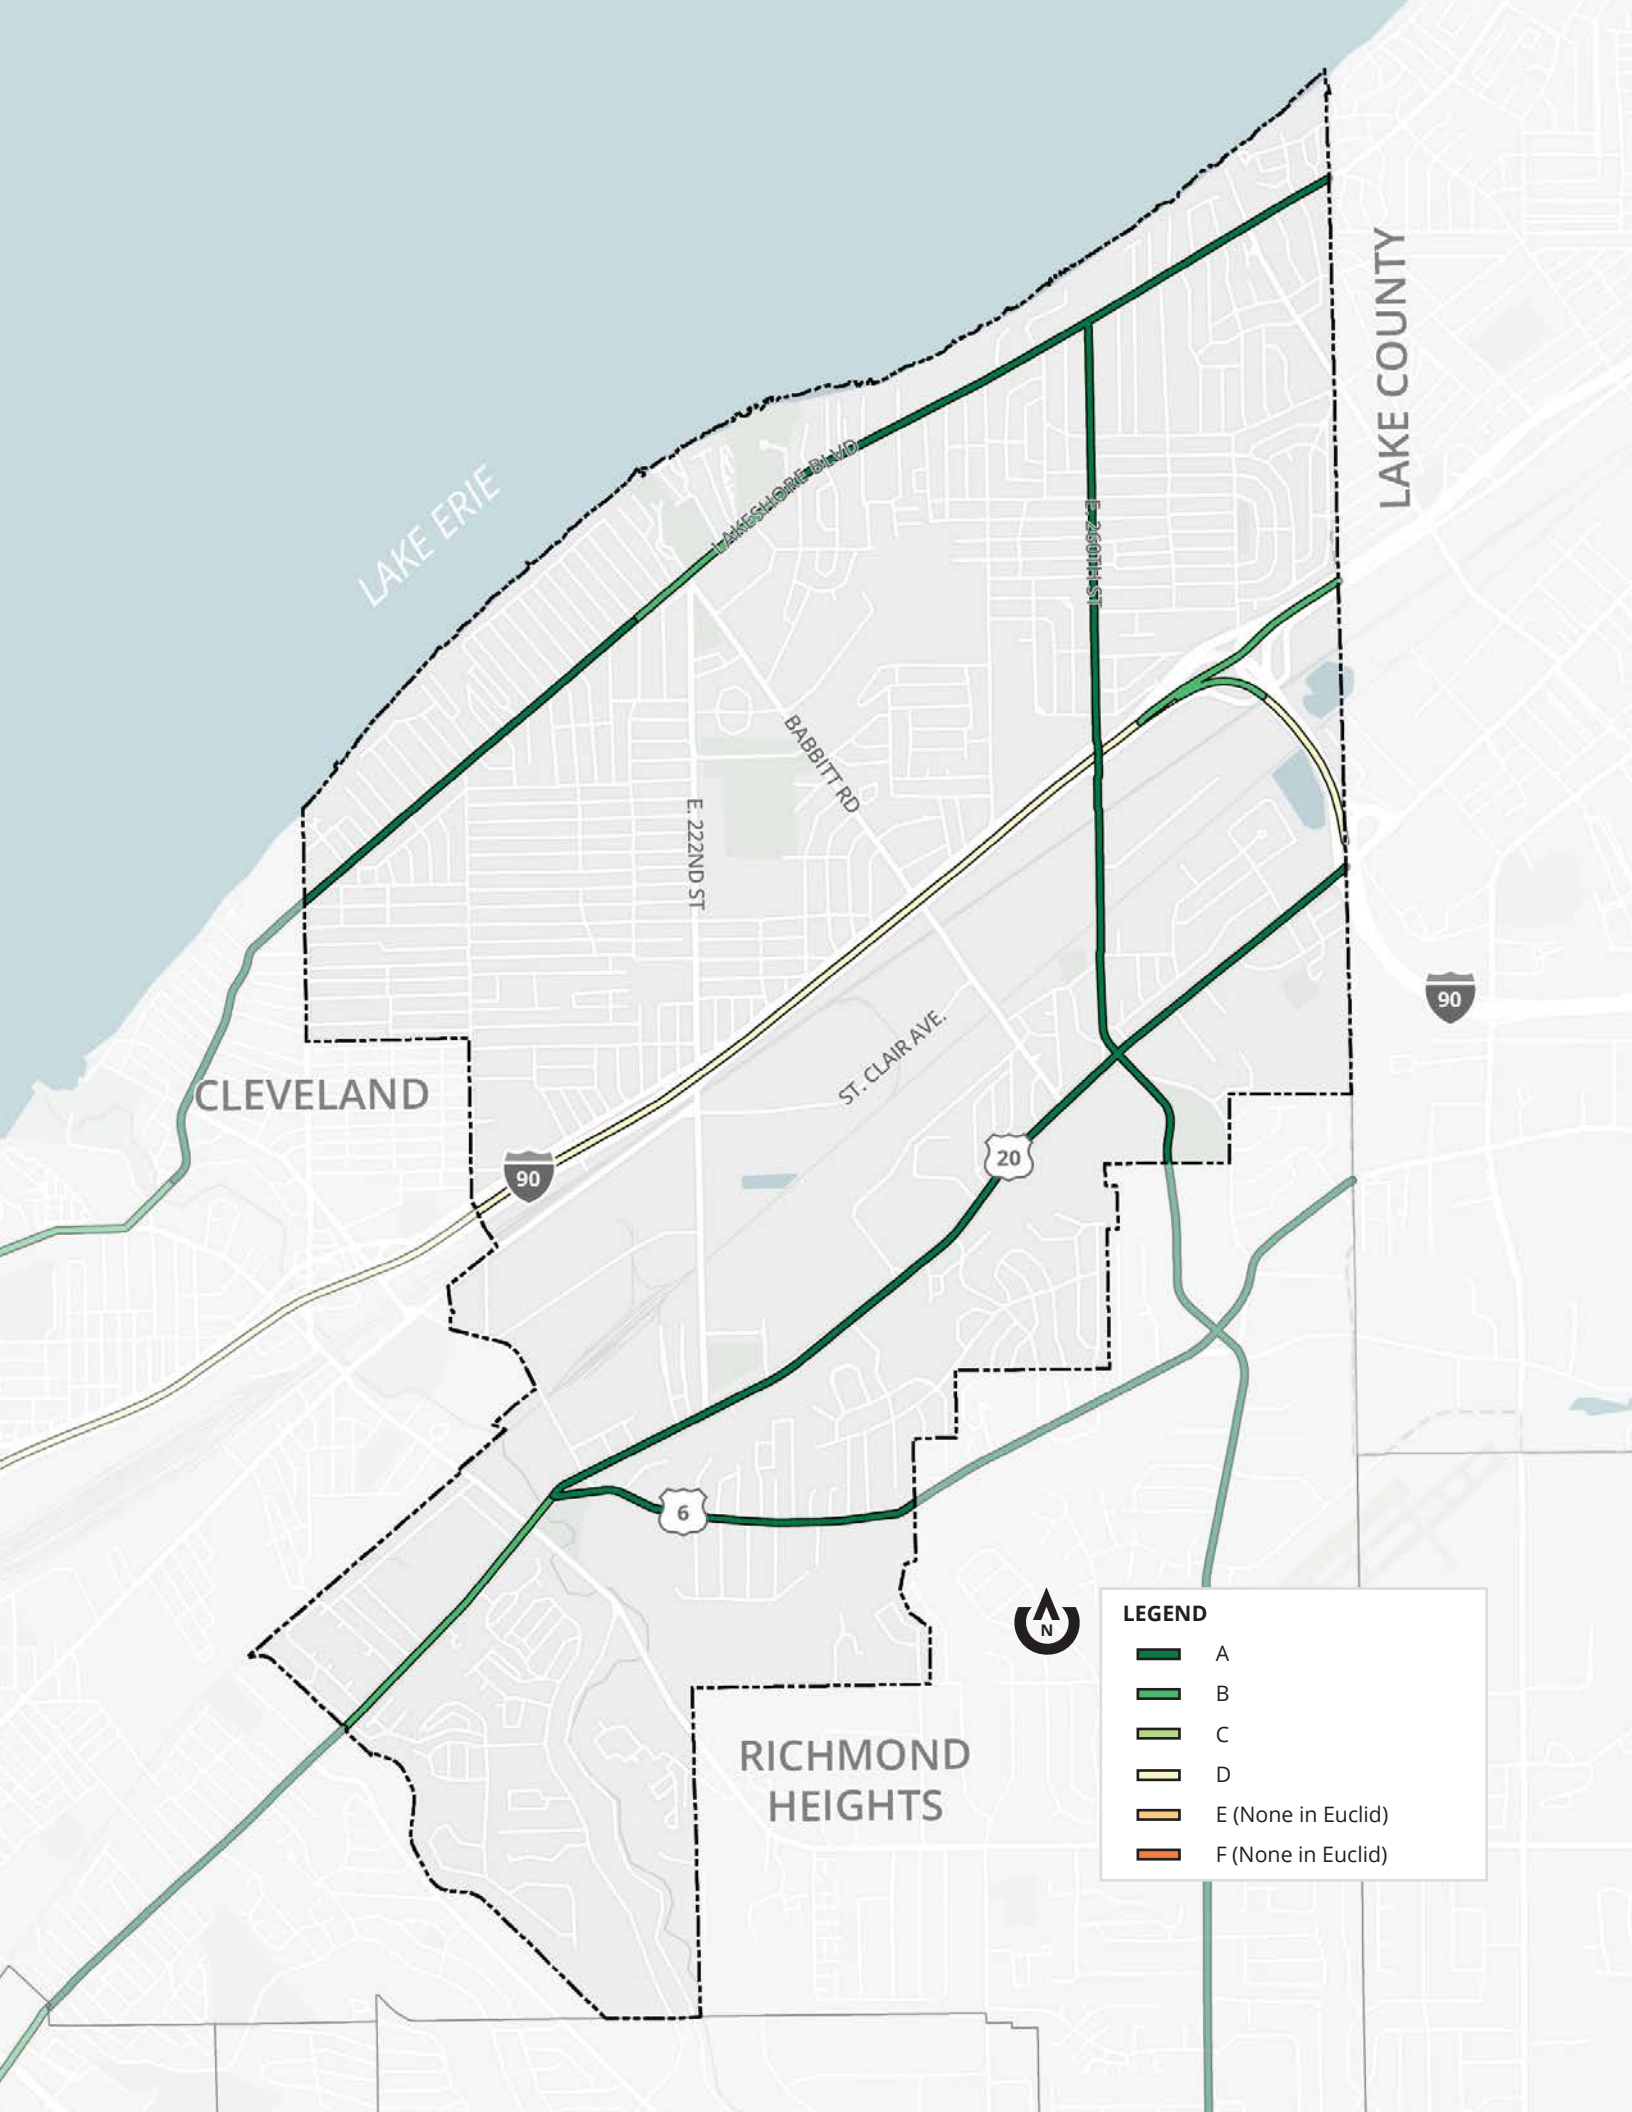 LAKE COUNTY
LAKE ERIE
LAKESHORE BLVD
E. 260TH ST
BABBITT RD
E. 222ND ST
90
ST. CLAIR AVE.
CLEVELAND
20
90
6
N
LEGEND
A
B
C
D
E (None in Euclid)
F (None in Euclid)
RICHMOND
HEIGHTS